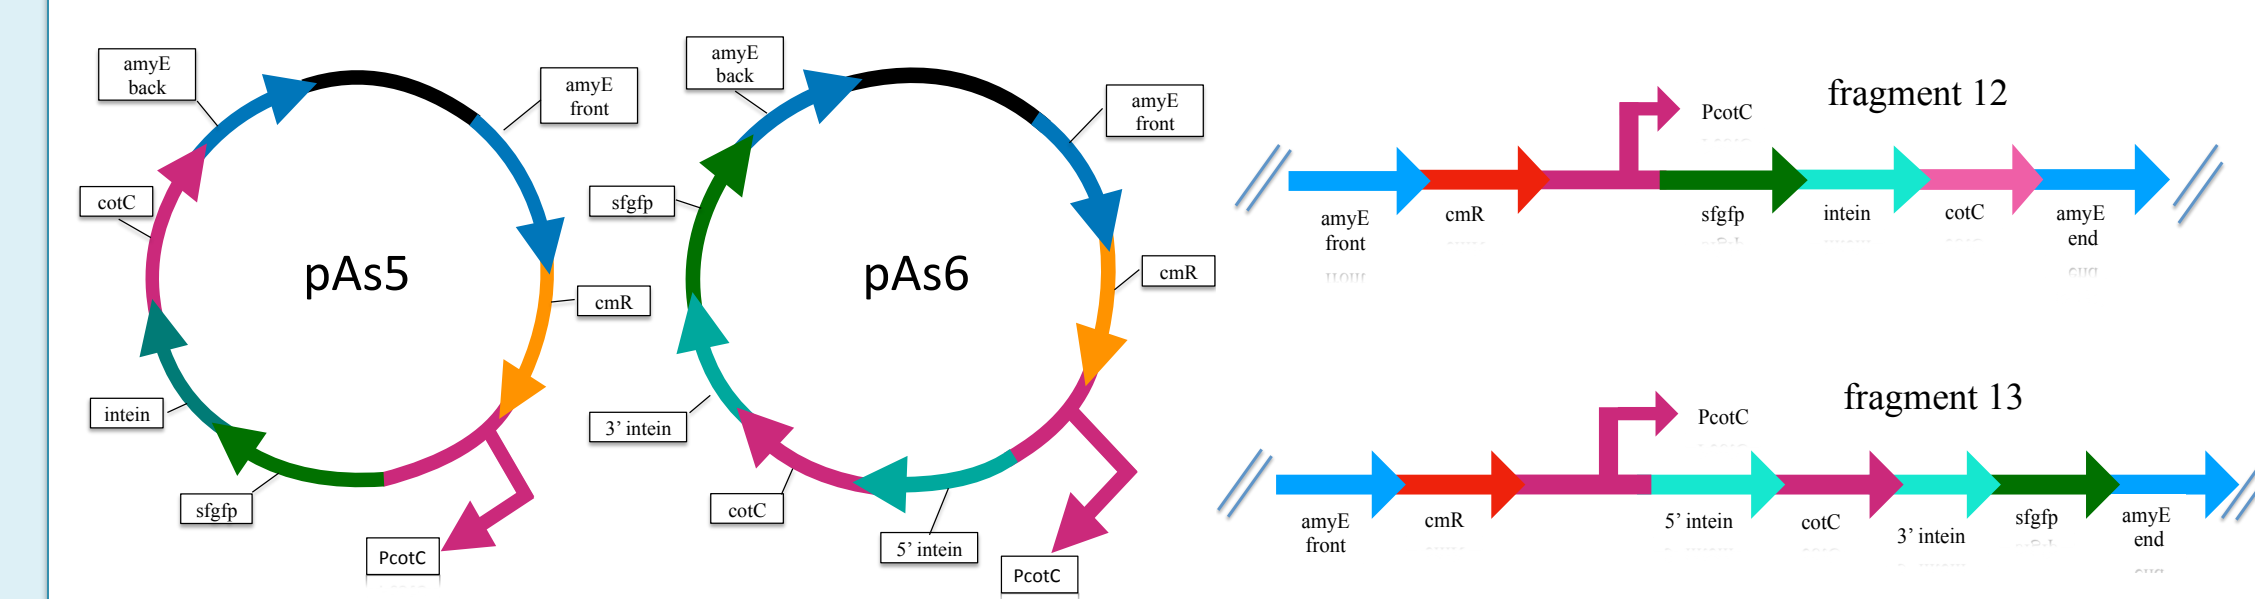 amyE
back
amyE
front
cotC
pAs5
cmR
intein
sfgfp
PcotC
amyE
back
amyE
front
sfgfp
pAs6
cmR
3’ intein
cotC
5’ intein
PcotC
fragment 12
PcotC
amyE
front
cmR
sfgfp
intein
cotC
amyE
end
fragment 13
PcotC
amyE
front
cmR
5’ intein
cotC
3’ intein
sfgfp
amyE
end